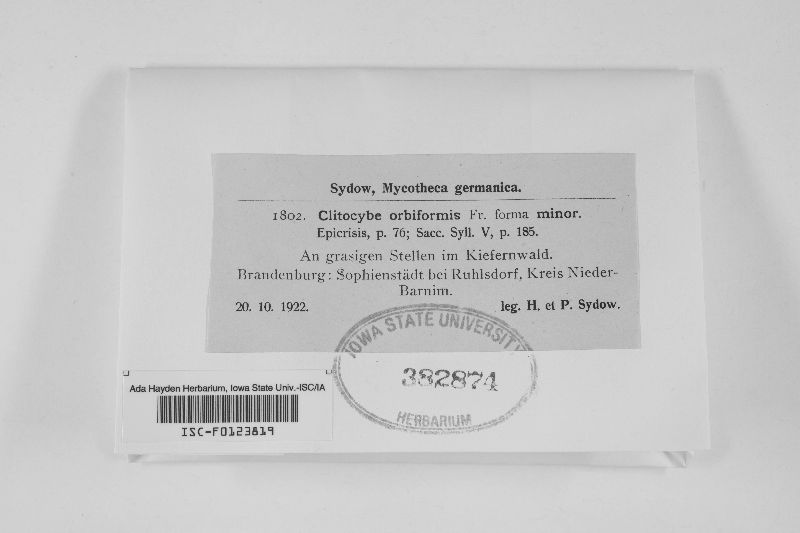 Sydow, Mycotheca germanica.
1802. Clitocybe orbiformis Fr. forma minor.
Epicrisis, p. 76; Sacc. Syll. V, p. 185.
An grasigen Stellen im Kiefernwald.
Brandenburg: Sophienstädt bei Ruhlsdorf, Kreis Nieder-
Barnim.
20. 10. 1922. leg. H. et P. Sydow.
IOWA STATE UNIVERSITY
382874
HERBARIUM
Ada Hayden Herbarium, Iowa State Univ.-ISC/IA
ISC-F0123819